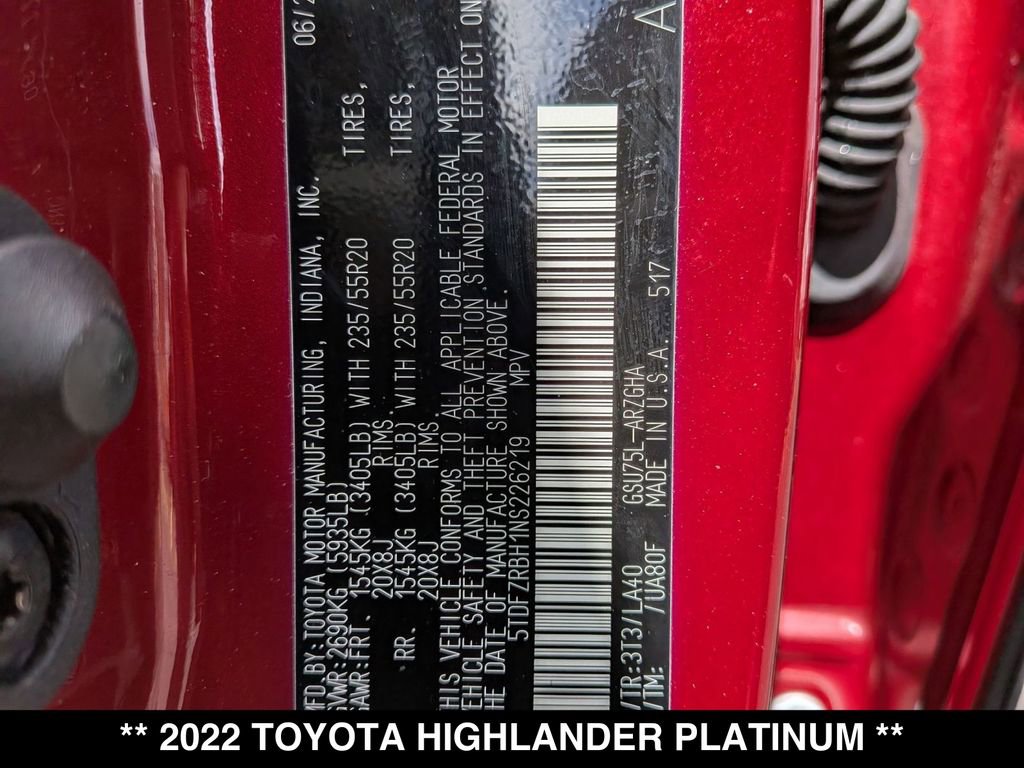 MFD.BY:TOYOTA MOTOR MANUFACTURING, INDIANA, INC. 06/2
GVWR:2690KG (5935LB)
GAWR:FRT. 1545KG (3405LB) WITH 235/55R20 TIRES,
20X8J RIMS
RR. 1545KG (3405LB) WITH 235/55R20 TIRES,
20X8J RIMS
THIS VEHICLE CONFORMS TO ALL APPLICABLE FEDERAL MOTOR
VEHICLE SAFETY AND THEFT PREVENTION STANDARDS IN EFFECT ON
THE DATE OF MANUFACTURE SHOWN ABOVE.
5TDFZRBH1NS226219 MPV
/TR:3T3/LA40 GSU75L-ARZGHA
/TM: /UA80F MADE IN U.S.A. 517 A
** 2022 TOYOTA HIGHLANDER PLATINUM **